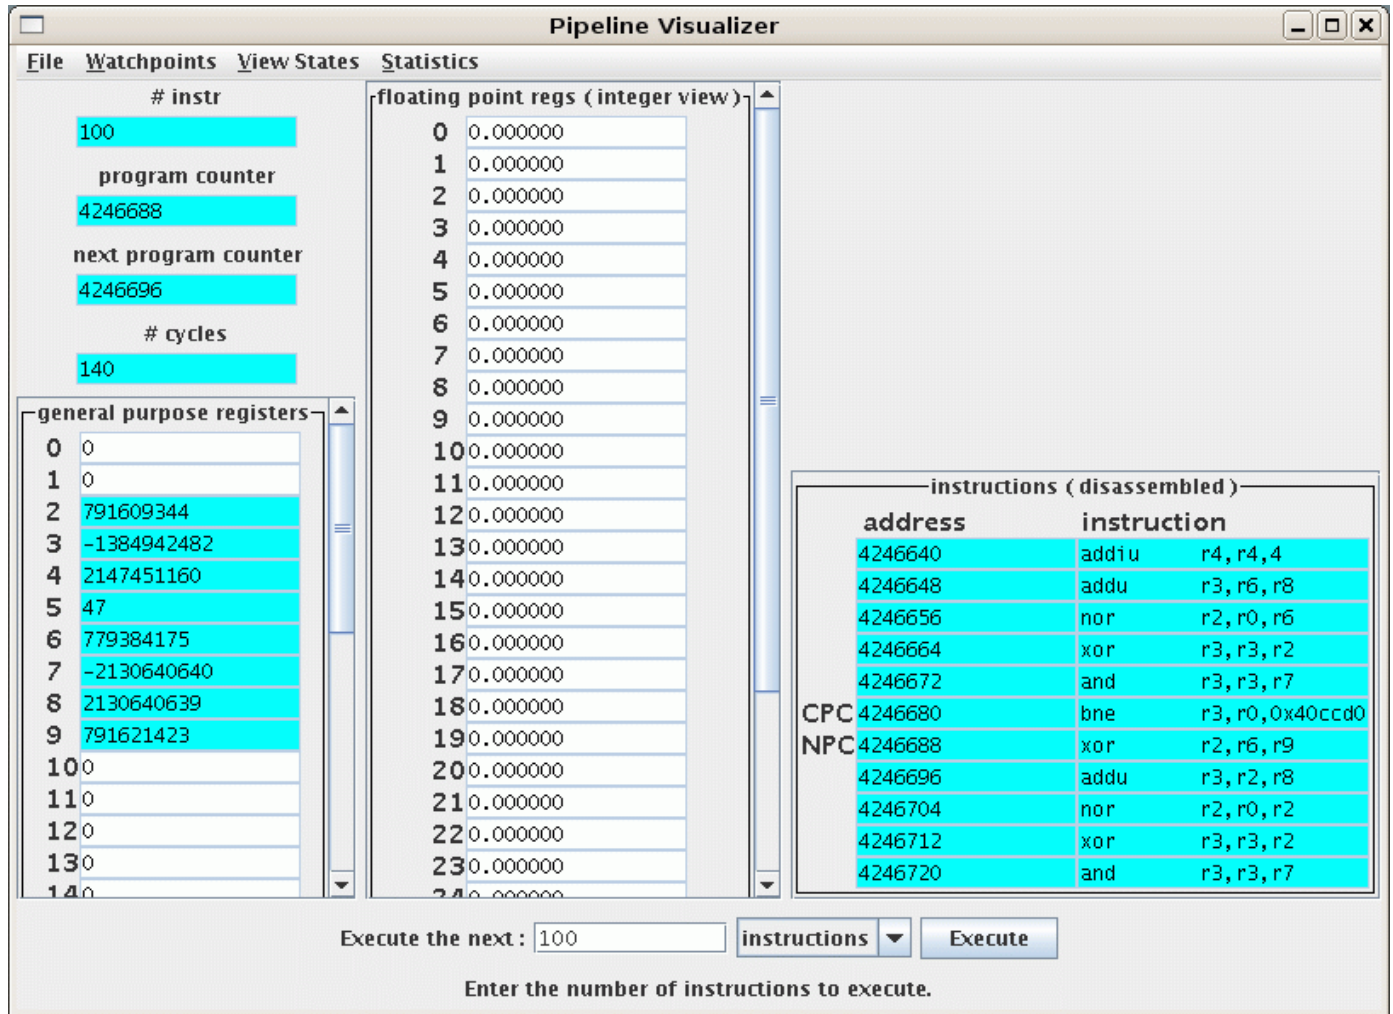 Pipeline Visualizer
File Watchpoints View States Statistics
# instr
100
program counter
4246688
next program counter
4246696
# cycles
140
general purpose registers
0 0
1 0
2 791609344
3 -1384942482
4 2147451160
5 47
6 779384175
7 -2130640640
8 2130640639
9 791621423
10 0
11 0
12 0
13 0
14 0
floating point regs ( integer view )
0 0.000000
1 0.000000
2 0.000000
3 0.000000
4 0.000000
5 0.000000
6 0.000000
7 0.000000
8 0.000000
9 0.000000
10 0.000000
11 0.000000
12 0.000000
13 0.000000
14 0.000000
15 0.000000
16 0.000000
17 0.000000
18 0.000000
19 0.000000
20 0.000000
21 0.000000
22 0.000000
23 0.000000
24 0.000000
instructions ( disassembled )
address instruction
4246640 addiu r4,r4,4
4246648 addu r3,r6,r8
4246656 nor r2,r0,r6
4246664 xor r3,r3,r2
4246672 and r3,r3,r7
CPC 4246680 bne r3,r0,0x40ccd0
NPC 4246688 xor r2,r6,r9
4246696 addu r3,r2,r8
4246704 nor r2,r0,r2
4246712 xor r3,r3,r2
4246720 and r3,r3,r7
Execute the next : 100 instructions Execute
Enter the number of instructions to execute.